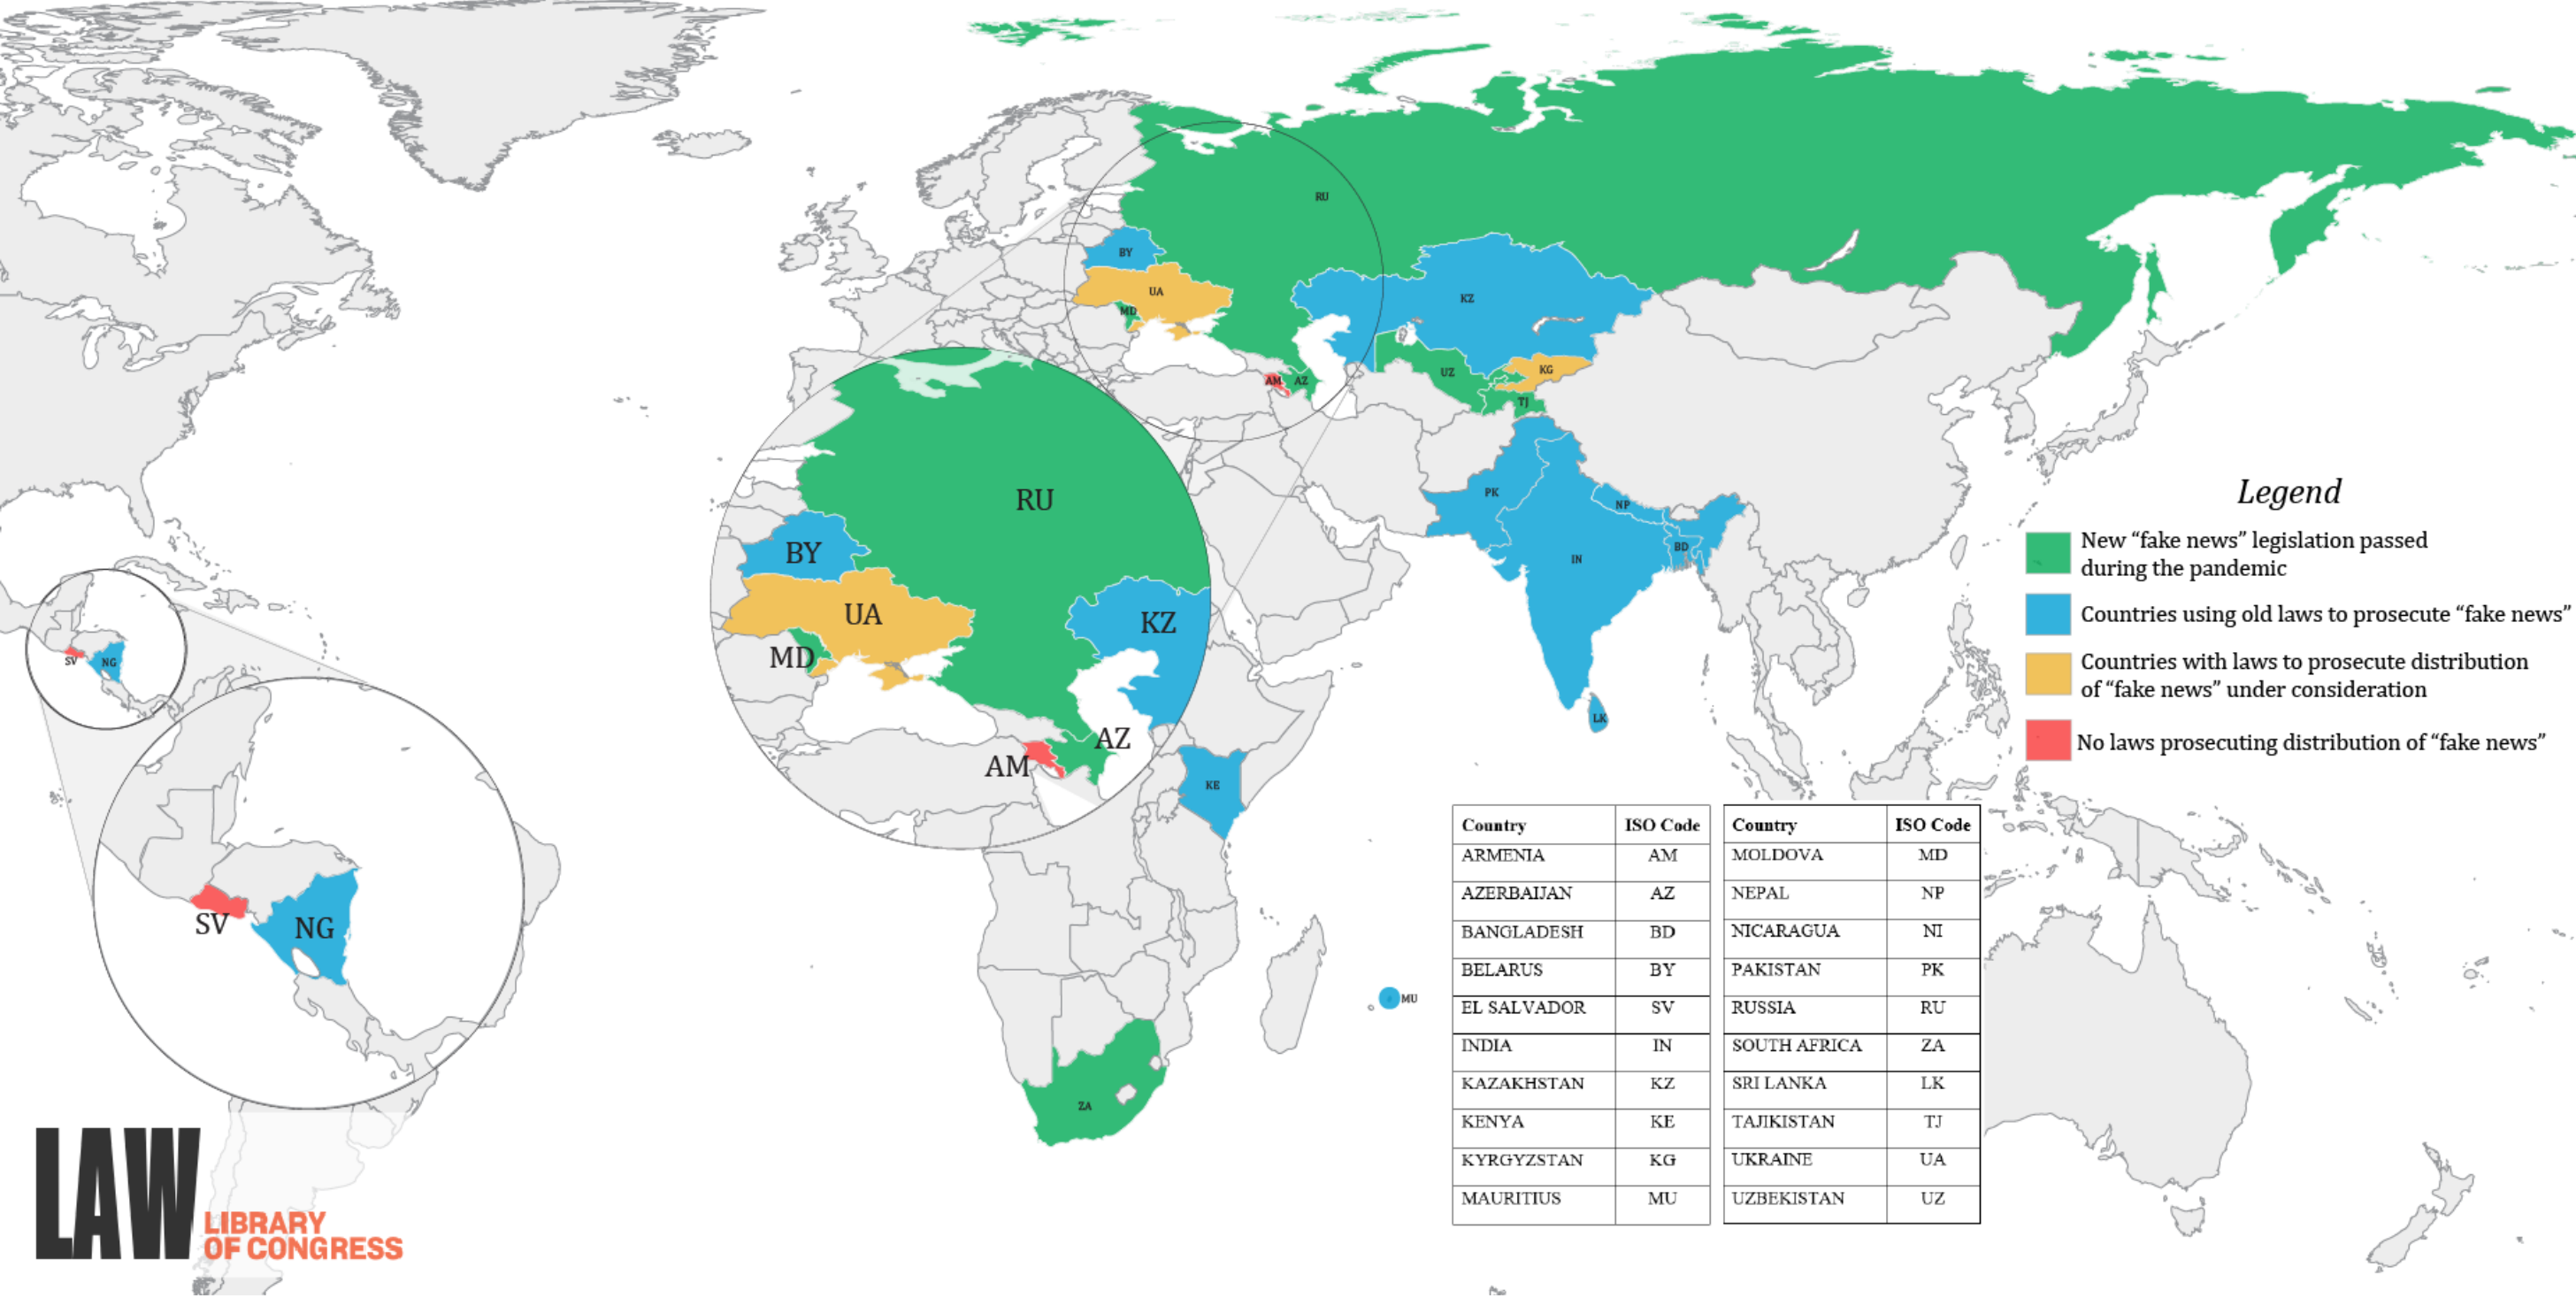 RU
BY
UA
MD
KZ
AM
AZ
UZ
KG
TJ
RU
BY
UA
MD
KZ
AZ
AM
PK
NP
IN
BD
LK
KE
MU
ZA
SV
NG
SV
NG
Legend
New “fake news” legislation passed
during the pandemic
Countries using old laws to prosecute “fake news”
Countries with laws to prosecute distribution
of “fake news” under consideration
No laws prosecuting distribution of “fake news”
Country ISO Code
ARMENIA AM
AZERBAIJAN AZ
BANGLADESH BD
BELARUS BY
EL SALVADOR SV
INDIA IN
KAZAKHSTAN KZ
KENYA KE
KYRGYZSTAN KG
MAURITIUS MU
Country ISO Code
MOLDOVA MD
NEPAL NP
NICARAGUA NI
PAKISTAN PK
RUSSIA RU
SOUTH AFRICA ZA
SRI LANKA LK
TAJIKISTAN TJ
UKRAINE UA
UZBEKISTAN UZ
LAW
LIBRARY
OF CONGRESS